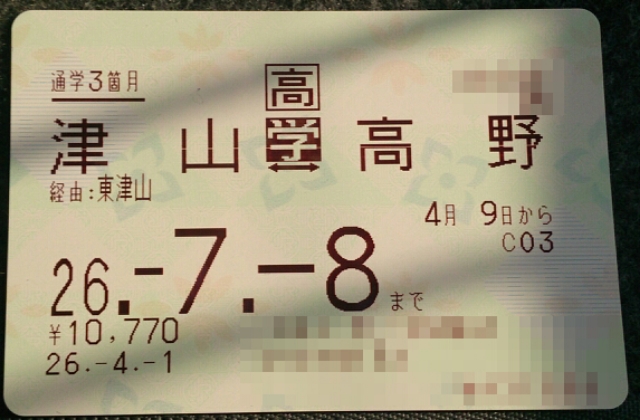 通学3箇月
高
津山 学 高野
経由:東津山
4月 9日から
C03
26.-7.-8まで
¥10,770
26.-4.-1